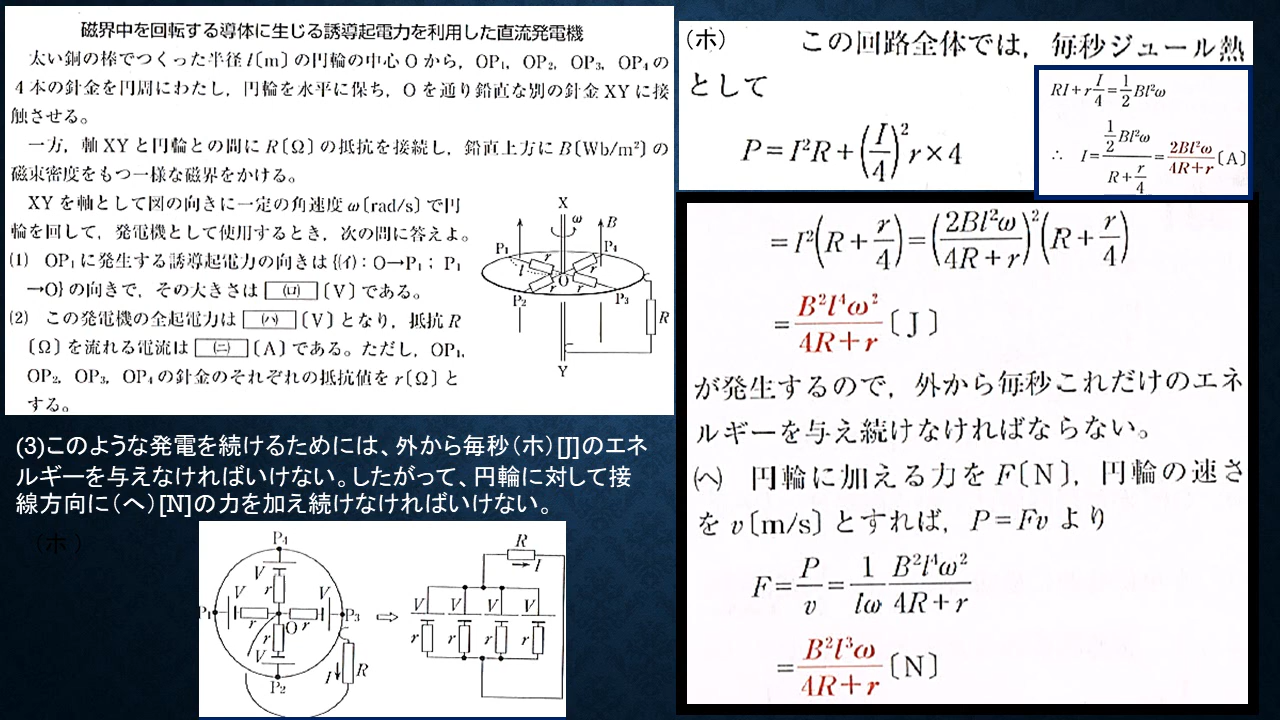 磁界中を回転する導体に生じる誘導起電力を利用した直流発電機
太い銅の棒でつくった半径l〔m〕の円輪の中心Oから，OP₁，OP₂，OP₃，OP₄の
4本の針金を円周にわたし，円輪を水平に保ち，Oを通り鉛直な別の針金XYに接
触させる。
一方，軸XYと円輪との間にR〔Ω〕の抵抗を接続し，鉛直上方にB〔Wb/m²〕の
磁束密度をもつ一様な磁界をかける。
XYを軸として図の向きに一定の角速度ω〔rad/s〕で円
輪を回して，発電機として使用するとき，次の問に答えよ。
(1) OP₁に発生する誘導起電力の向きは{(イ)：O→P₁；P₁
→O}の向きで，その大きさは (ロ) 〔V〕である。
(2) この発電機の全起電力は (ハ) 〔V〕となり，抵抗R
〔Ω〕を流れる電流は (ニ) 〔A〕である。ただし，OP₁，
OP₂，OP₃，OP₄の針金のそれぞれの抵抗値をr〔Ω〕と
する。
X
ω
B
P₁
P₄
l
r
r
O
r
r
P₂
P₃
R
Y
(3)このような発電を続けるためには、外から毎秒（ホ）[J]のエネ
ルギーを与えなければいけない。したがって、円輪に対して接
線方向に（へ）[N]の力を加え続けなければいけない。
（ホ ）
P₄
V
r
V
V
P₁
r
O
r
P₃
r
V
P₂
I
R
⇨
R
I
V
V
V
V
r
r
r
r
（ホ） この回路全体では，毎秒ジュール熱
として
P=I²R+(I/4)²r×4
RI+r I/4=1/2 Bl²ω
∴ I=(1/2 Bl²ω)/(R+r/4)=2Bl²ω/(4R+r)〔A〕
=I²(R+r/4)=(2Bl²ω/(4R+r))²(R+r/4)
=B²l⁴ω²/(4R+r)〔J〕
が発生するので，外から毎秒これだけのエネ
ルギーを与え続けなければならない。
(ヘ) 円輪に加える力をF〔N〕，円輪の速さ
をv〔m/s〕とすれば，P=Fvより
F=P/v=1/lω B²l⁴ω²/(4R+r)
=B²l³ω/(4R+r)〔N〕